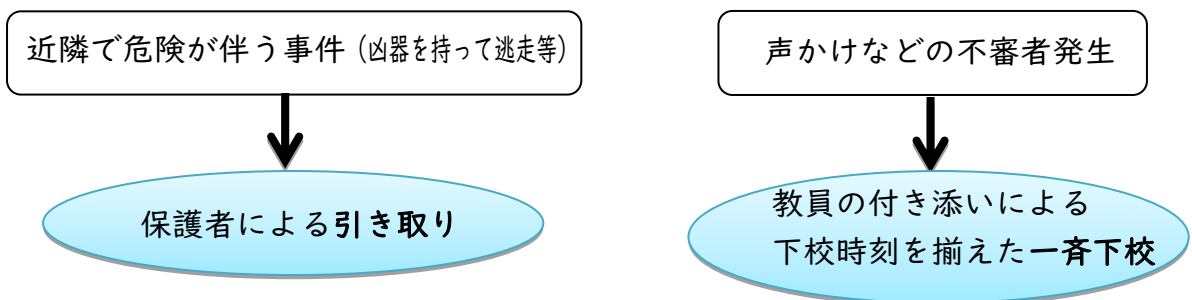 近隣で危険が伴う事件(凶器を持って逃走等)
声かけなどの不審者発生
保護者による引き取り
教員の付き添いによる
下校時刻を揃えた一斉下校